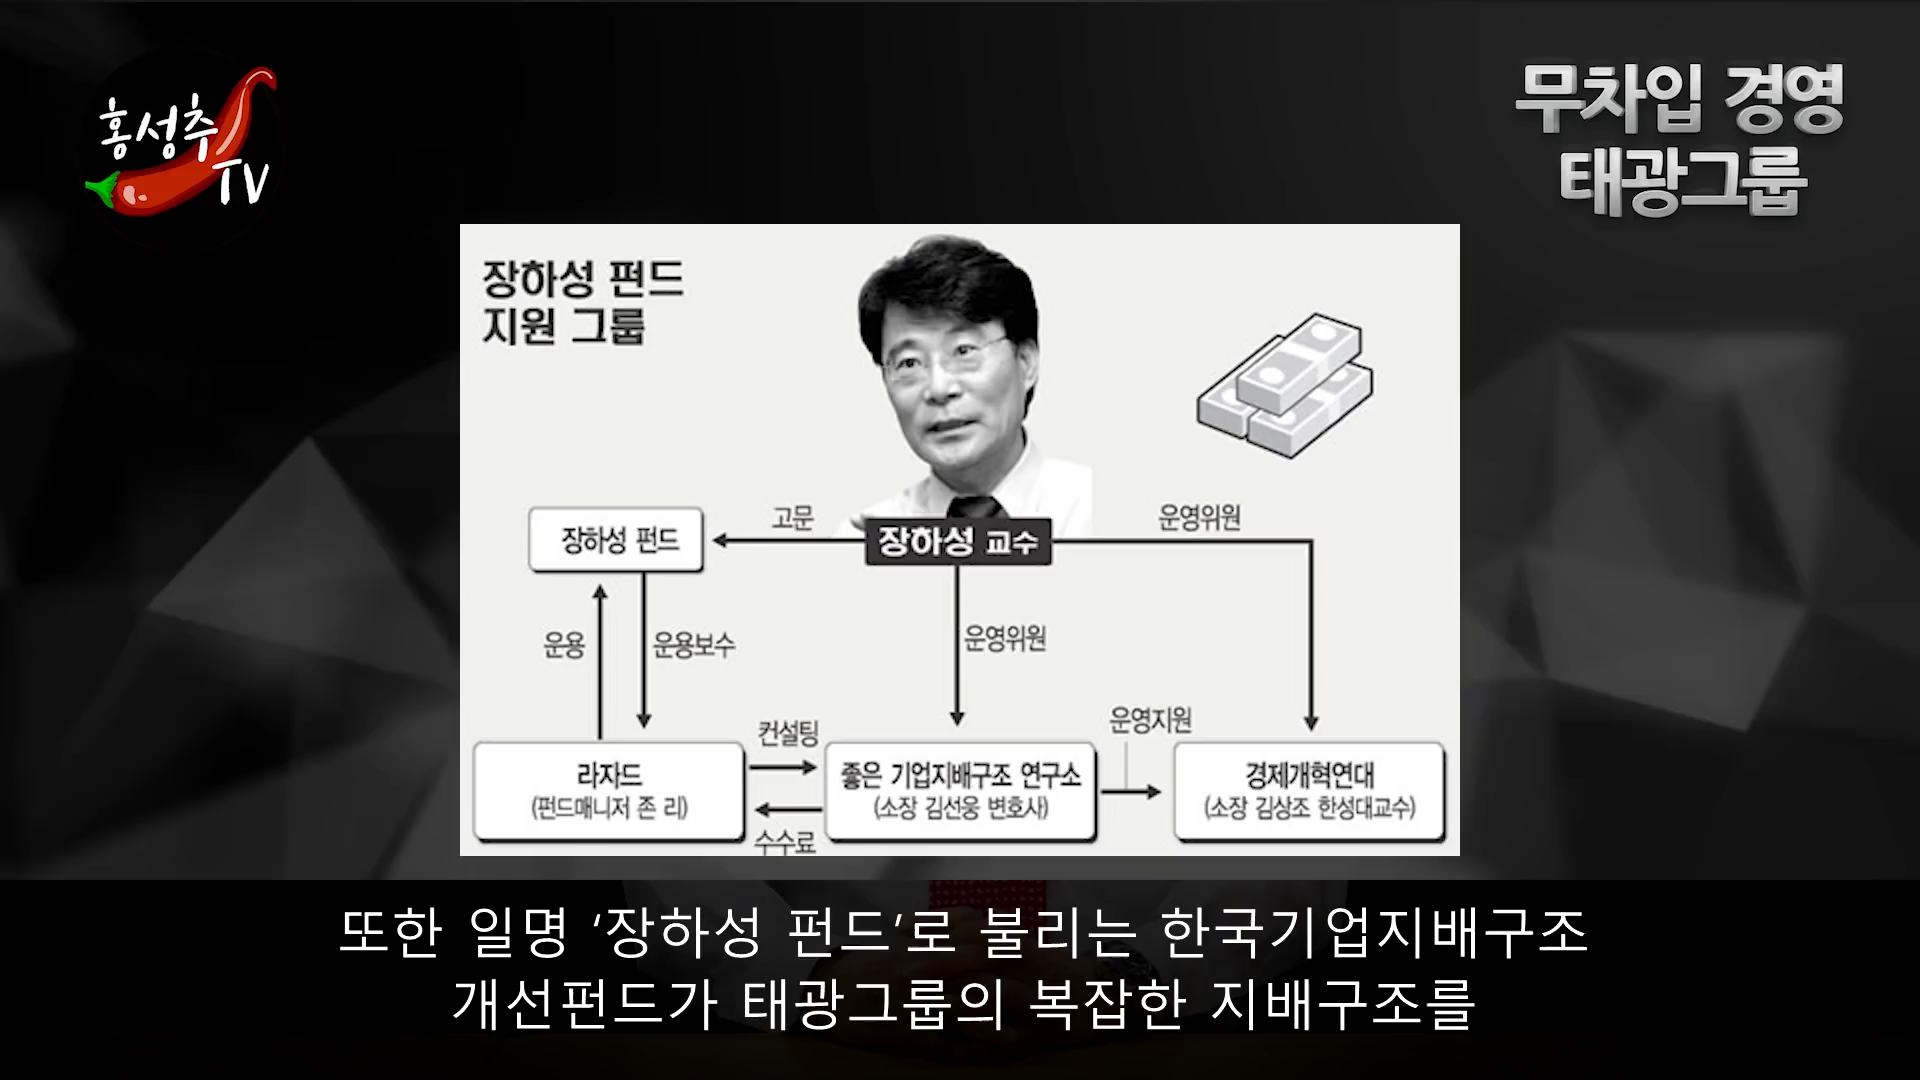 홍성추
TV
무차입 경영
태광그룹
장하성 펀드
지원 그룹
장하성 펀드
고문
장하성 교수
운영위원
운용
운용보수
운영위원
컨설팅
운영지원
라자드
(펀드매니저 존 리)
좋은 기업지배구조 연구소
(소장 김선웅 변호사)
경제개혁연대
(소장 김상조 한성대교수)
수수료
또한 일명 ‘장하성 펀드’로 불리는 한국기업지배구조
개선펀드가 태광그룹의 복잡한 지배구조를